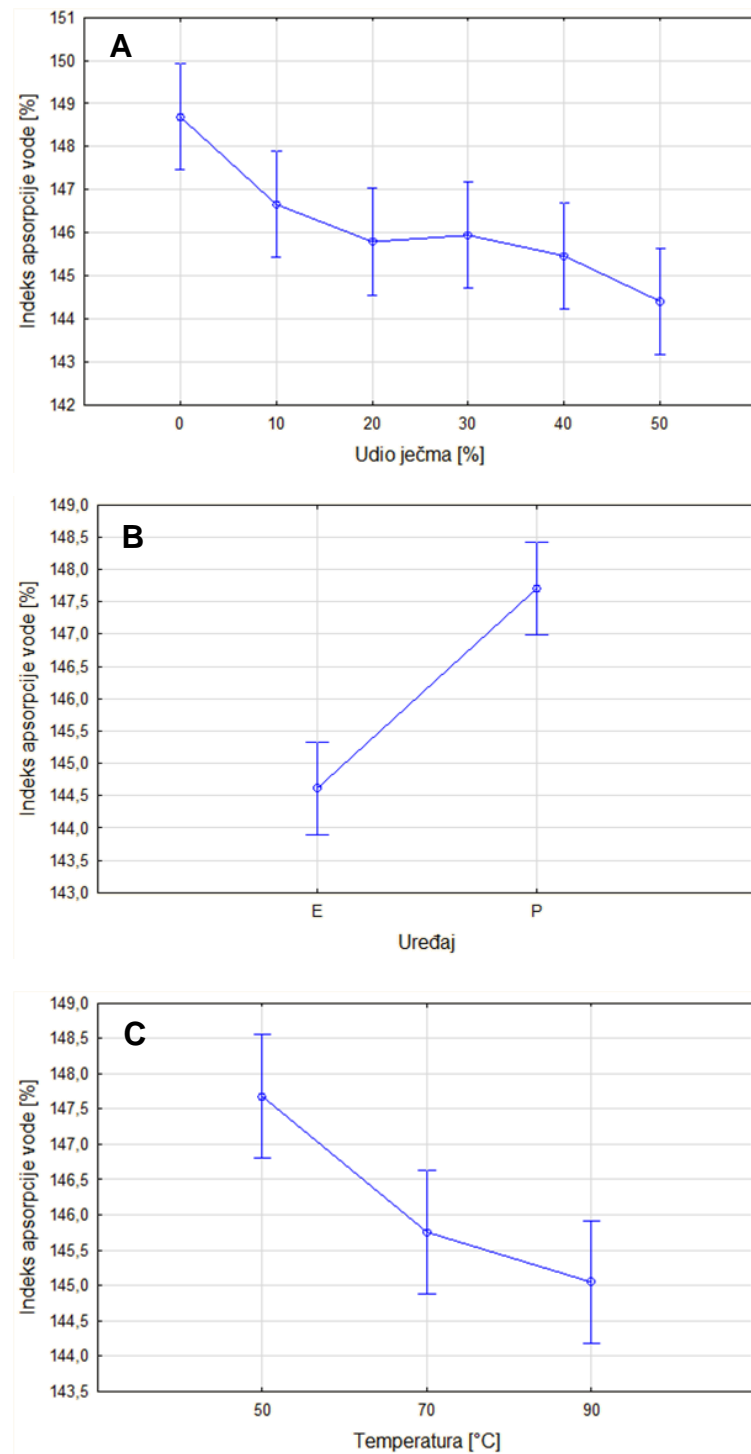 A
Indeks apsorpcije vode [%]
151
150
149
148
147
146
145
144
143
142
0 10 20 30 40 50
Udio ječma [%]
B
Indeks apsorpcije vode [%]
149,0
148,5
148,0
147,5
147,0
146,5
146,0
145,5
145,0
144,5
144,0
143,5
143,0
E P
Uređaj
C
Indeks apsorpcije vode [%]
149,0
148,5
148,0
147,5
147,0
146,5
146,0
145,5
145,0
144,5
144,0
143,5
50 70 90
Temperatura [°C]